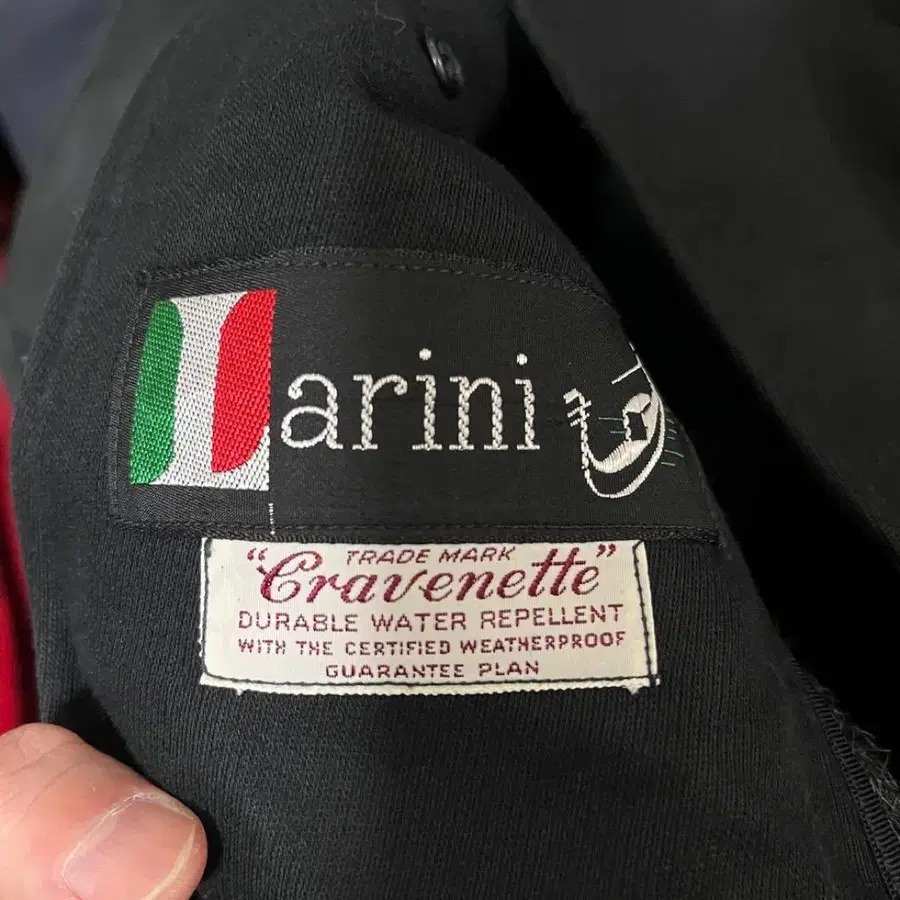 Larini
TRADE MARK
"Cravenette"
DURABLE WATER REPELLENT
WITH THE CERTIFIED WEATHERPROOF
GUARANTEE PLAN